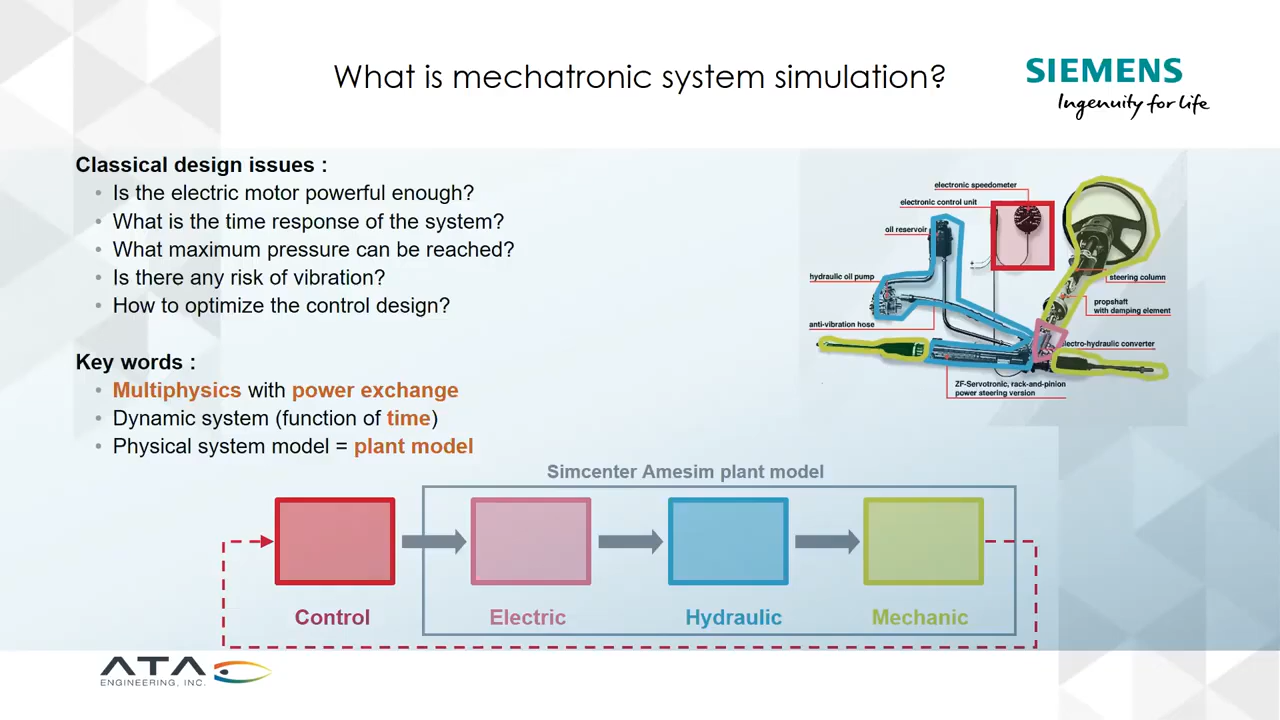 What is mechatronic system simulation?
SIEMENS
Ingenuity for life
Classical design issues :
• Is the electric motor powerful enough?
• What is the time response of the system?
• What maximum pressure can be reached?
• Is there any risk of vibration?
• How to optimize the control design?
Key words :
• Multiphysics with power exchange
• Dynamic system (function of time)
• Physical system model = plant model
electronic speedometer
electronic control unit
oil reservoir
hydraulic oil pump
steering column
propshaft
with damping element
anti-vibration hose
electro-hydraulic converter
ZF-Servotronic, rack-and-pinion
power steering version
Simcenter Amesim plant model
Control
Electric
Hydraulic
Mechanic
ATA
ENGINEERING, INC.